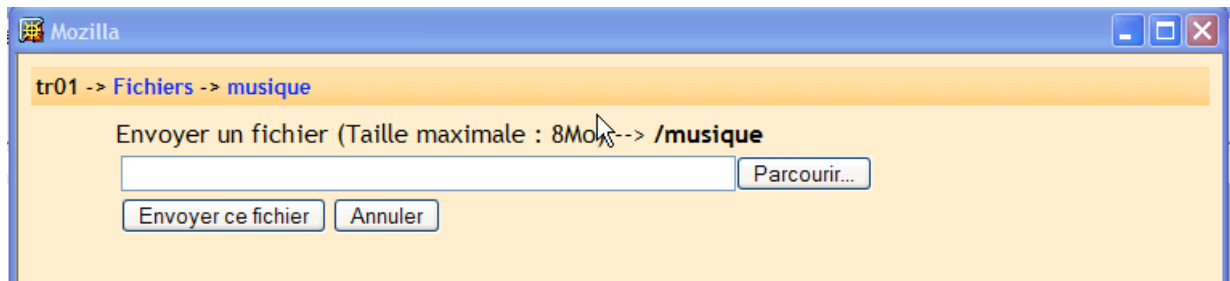 Mozilla
tr01 -> Fichiers -> musique
Envoyer un fichier (Taille maximale : 8Mo --> /musique
Parcourir...
Envoyer ce fichier Annuler